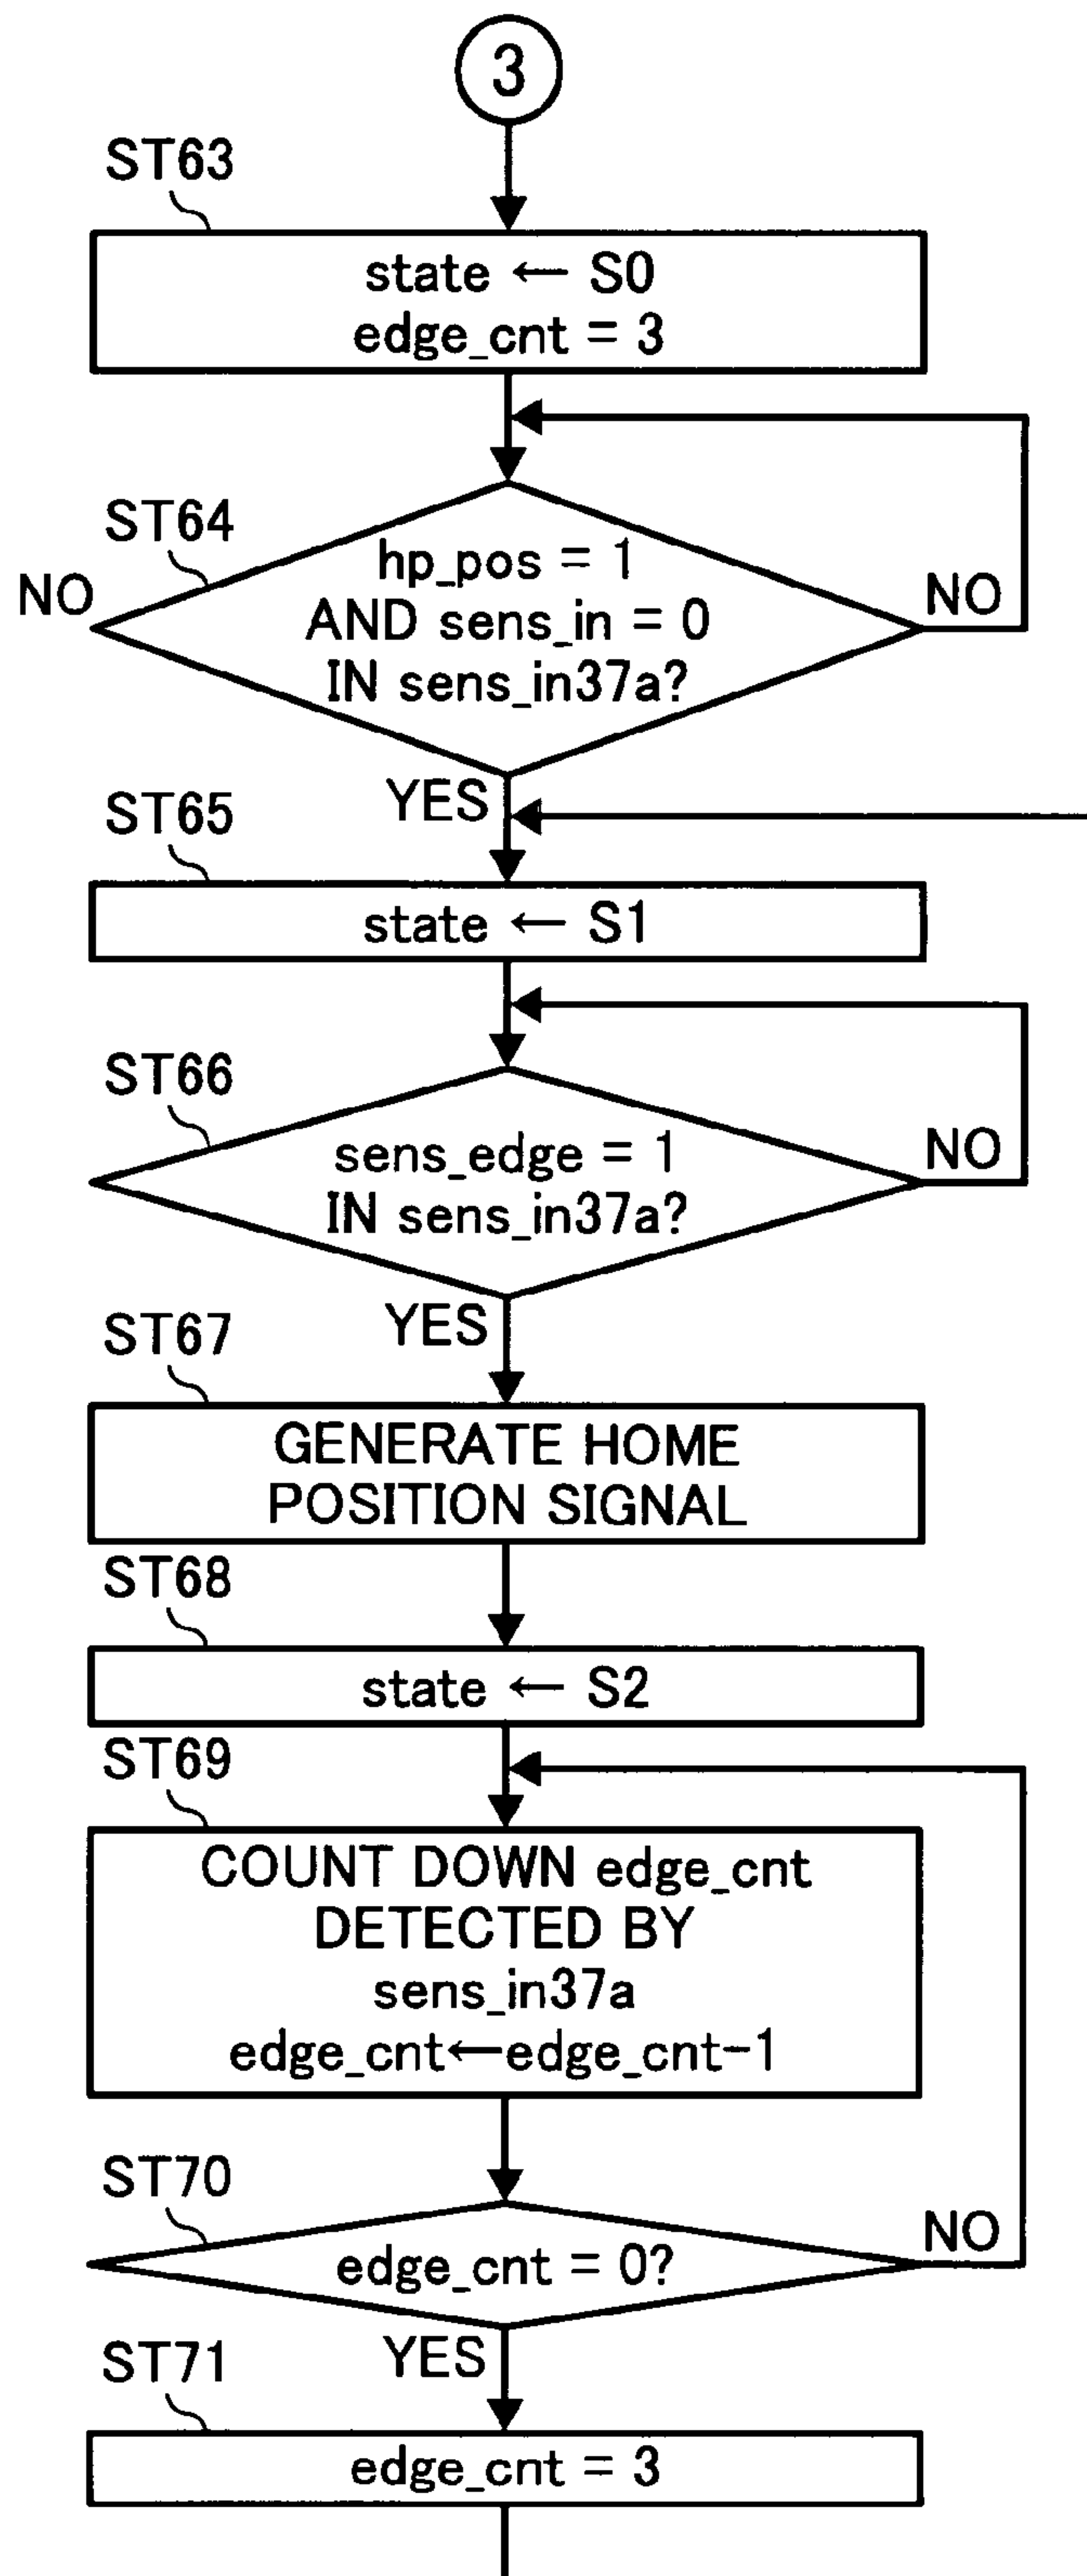 3
ST63
state ← S0
edge_cnt = 3
ST64
NO
hp_pos = 1
AND sens_in = 0
IN sens_in37a?
NO
YES
ST65
state ← S1
ST66
sens_edge = 1
IN sens_in37a?
NO
YES
ST67
GENERATE HOME
POSITION SIGNAL
ST68
state ← S2
ST69
COUNT DOWN edge_cnt
DETECTED BY
sens_in37a
edge_cnt←edge_cnt-1
ST70
edge_cnt = 0?
NO
YES
ST71
edge_cnt = 3